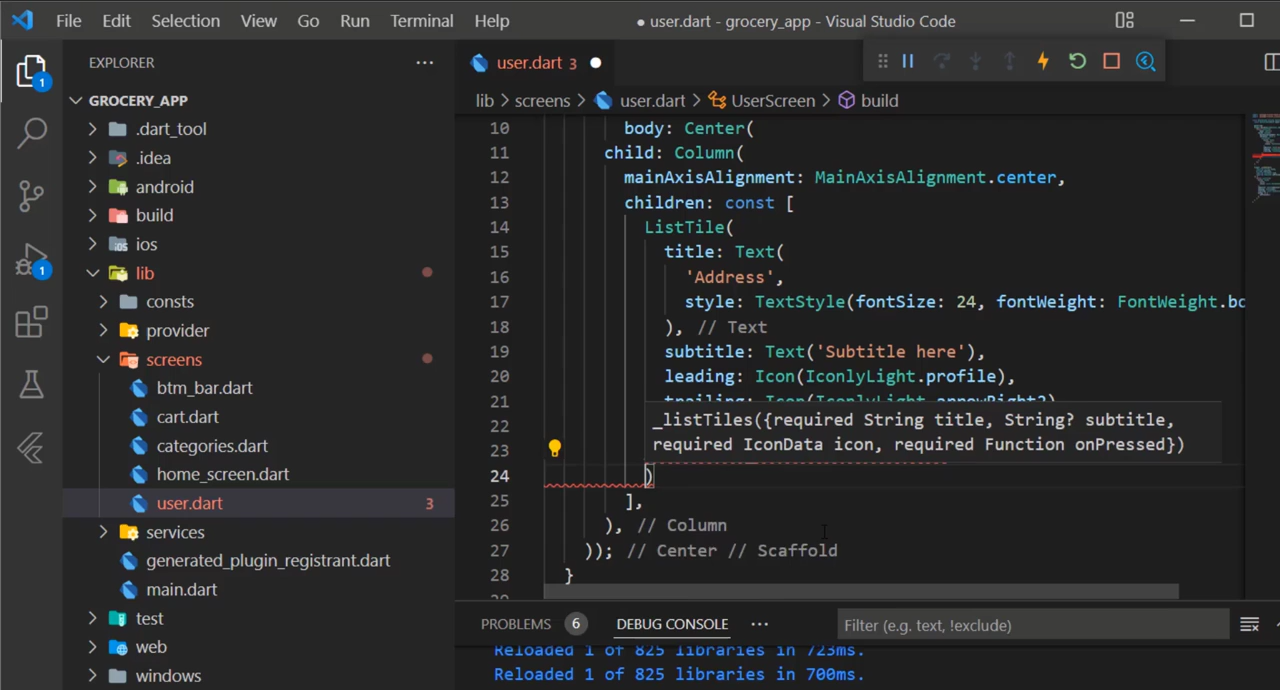 File Edit Selection View Go Run Terminal Help
● user.dart - grocery_app - Visual Studio Code
EXPLORER
1
GROCERY_APP
.dart_tool
.idea
android
build
ios
lib
consts
provider
screens
btm_bar.dart
cart.dart
categories.dart
home_screen.dart
user.dart 3
services
generated_plugin_registrant.dart
main.dart
test
web
windows
1
user.dart 3
lib > screens > user.dart > UserScreen > build
10 body: Center(
11 child: Column(
12 mainAxisAlignment: MainAxisAlignment.center,
13 children: const [
14 ListTile(
15 title: Text(
16 'Address',
17 style: TextStyle(fontSize: 24, fontWeight: FontWeight.bo
18 ), // Text
19 subtitle: Text('Subtitle here'),
20 leading: Icon(IconlyLight.profile),
21 trailing: Icon(IconlyLight.arrowRight2)
22
_listTiles({required String title, String? subtitle,
required IconData icon, required Function onPressed})
23
24 )
25 ],
26 ), // Column
27 )); // Center // Scaffold
28 }
PROBLEMS 6 DEBUG CONSOLE ··· Filter (e.g. text, !exclude)
Reloaded 1 of 825 libraries in 723ms.
Reloaded 1 of 825 libraries in 700ms.